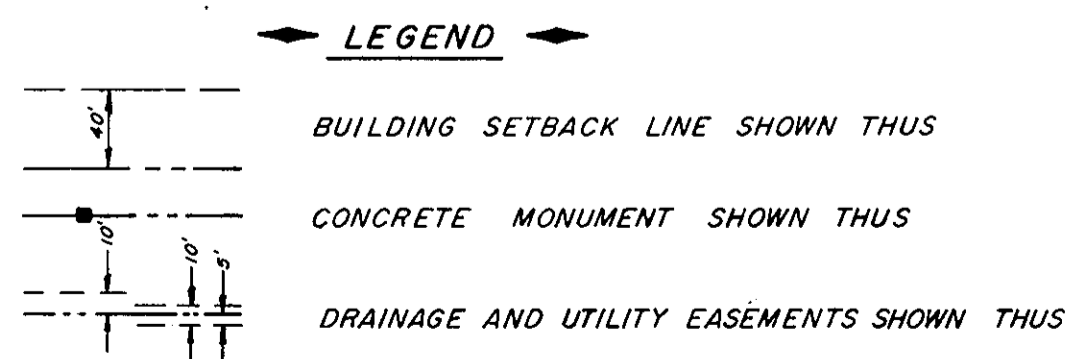 LEGEND
40' BUILDING SETBACK LINE SHOWN THUS
CONCRETE MONUMENT SHOWN THUS
10' 10' 5'
DRAINAGE AND UTILITY EASEMENTS SHOWN THUS